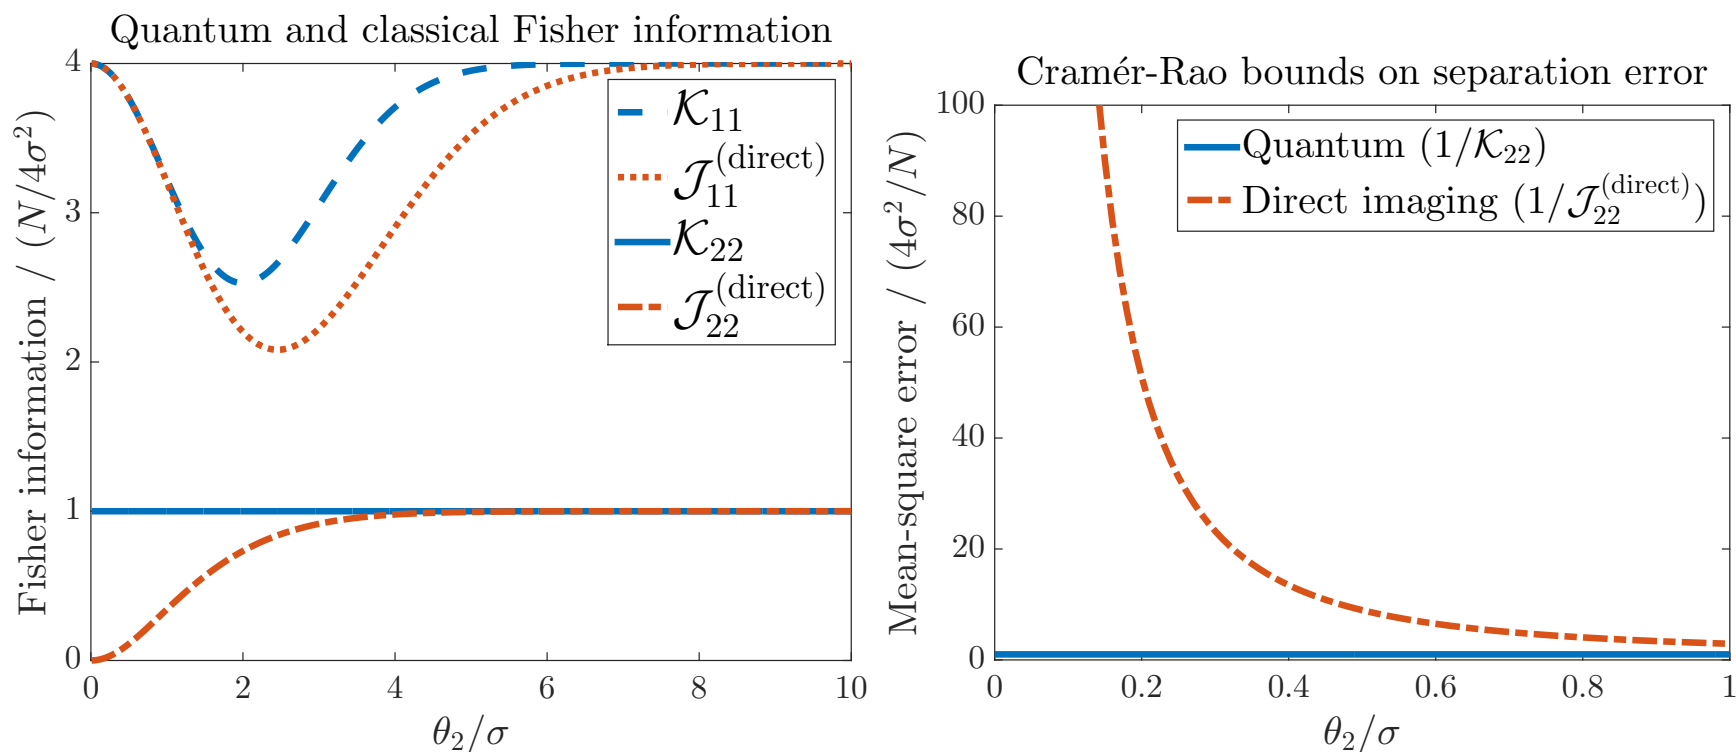 Quantum and classical Fisher information
Fisher information / (N/4σ²)
4
3
2
1
0
0 2 4 6 8 10
θ₂/σ
𝒦₁₁
𝒥₁₁^(direct)
𝒦₂₂
𝒥₂₂^(direct)
Cramér-Rao bounds on separation error
Mean-square error / (4σ²/N)
100
80
60
40
20
0
0 0.2 0.4 0.6 0.8 1
θ₂/σ
Quantum (1/𝒦₂₂)
Direct imaging (1/𝒥₂₂^(direct))